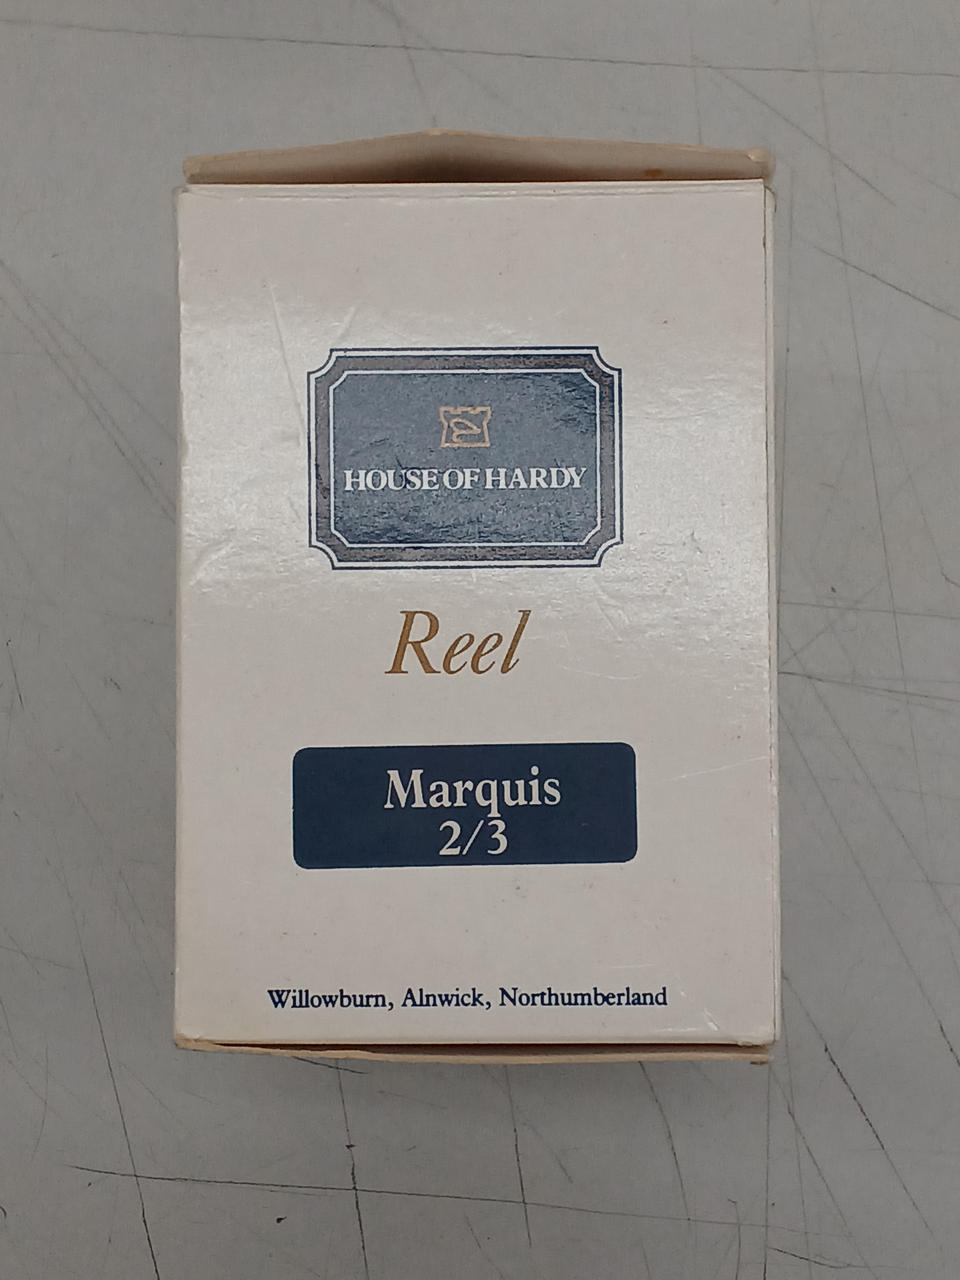 HOUSE OF HARDY
Reel
Marquis
2/3
Willowburn, Alnwick, Northumberland